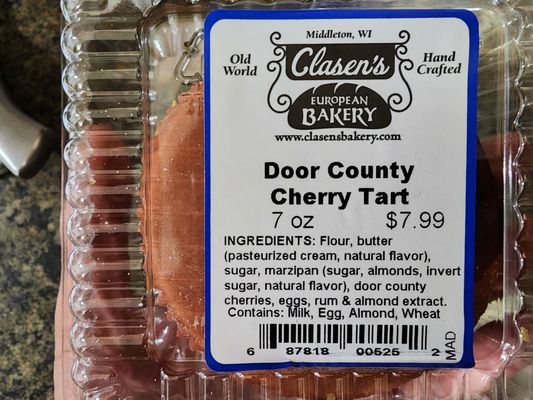 Middleton, WI
Old World
Hand Crafted
Clasen's
EUROPEAN
BAKERY
www.clasensbakery.com
Door County
Cherry Tart
7 oz $7.99
INGREDIENTS: Flour, butter
(pasteurized cream, natural flavor),
sugar, marzipan (sugar, almonds, invert
sugar, natural flavor), door county
cherries, eggs, rum & almond extract.
Contains: Milk, Egg, Almond, Wheat
6 87818 00625 2
MAD